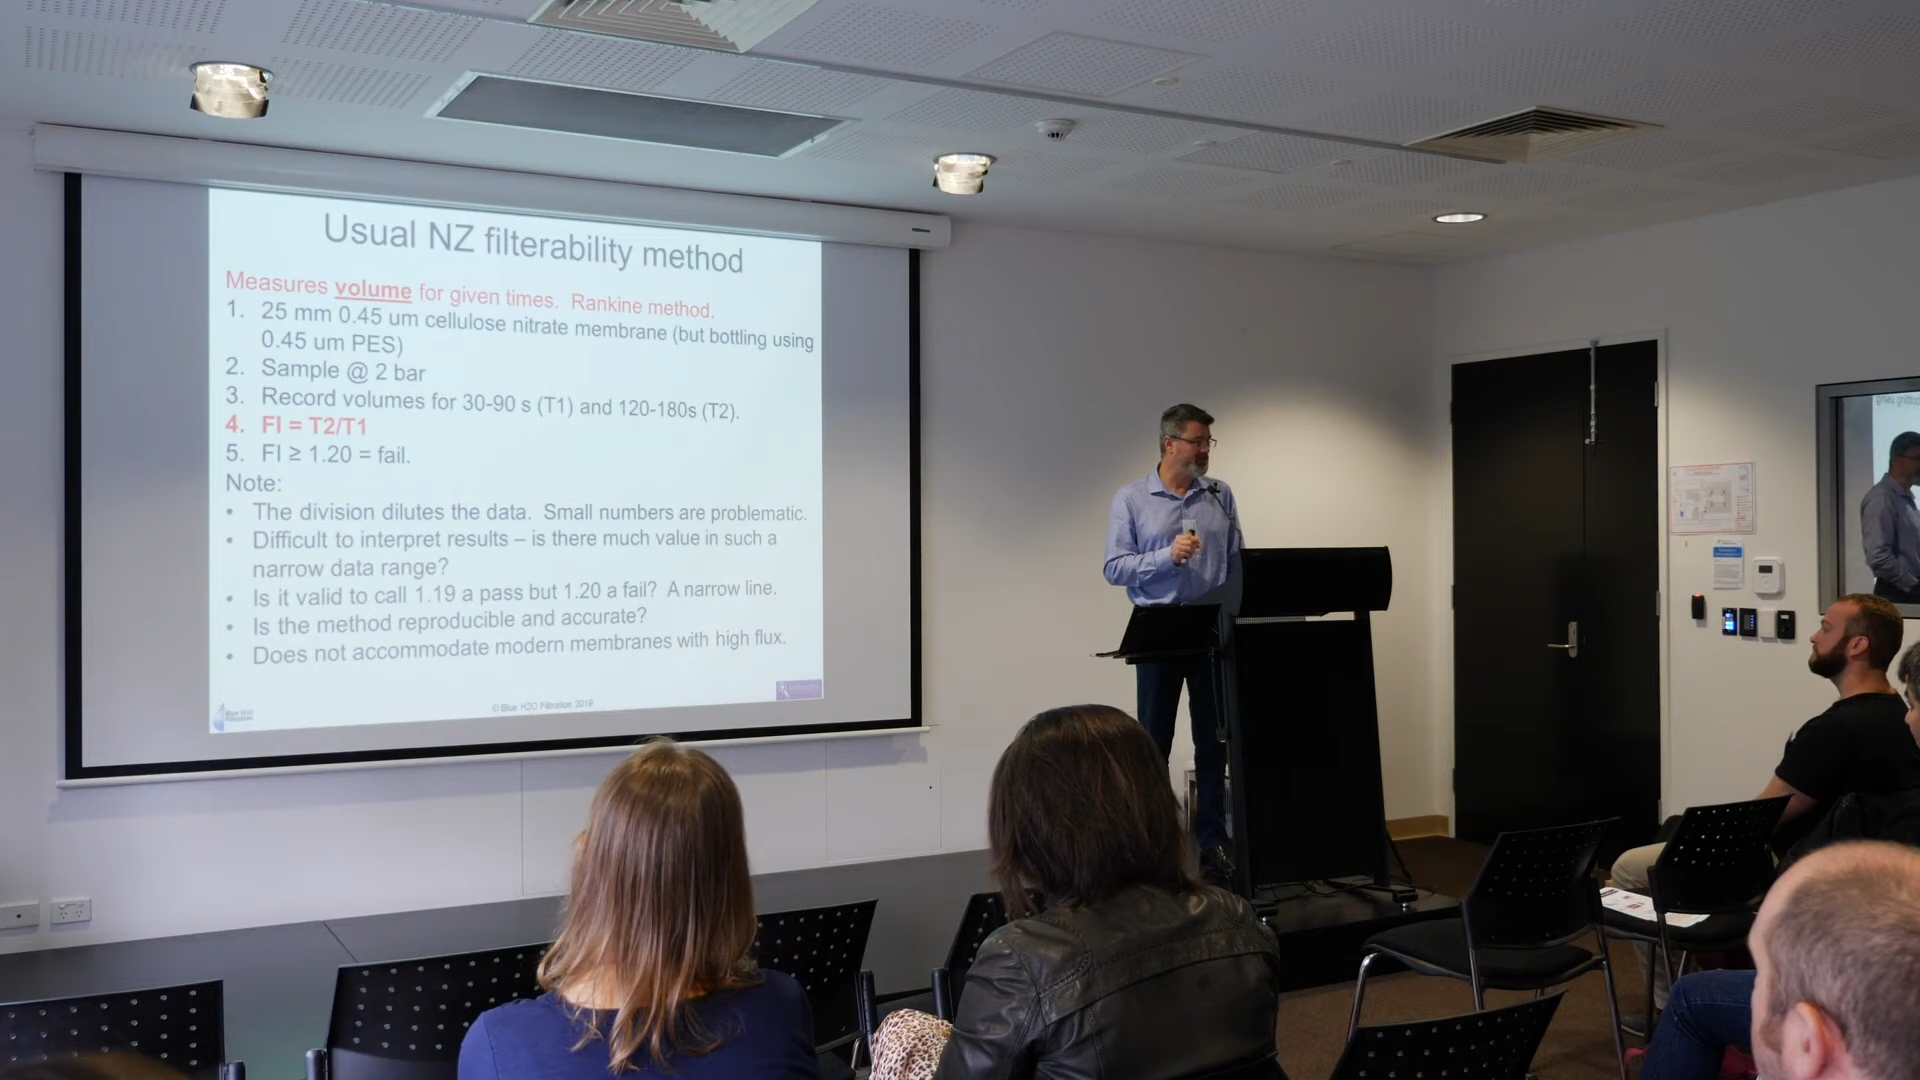 Usual NZ filterability method
Measures volume for given times. Rankine method.
1. 25 mm 0.45 um cellulose nitrate membrane (but bottling using
0.45 um PES)
2. Sample @ 2 bar
3. Record volumes for 30-90 s (T1) and 120-180s (T2).
4. FI = T2/T1
5. FI ≥ 1.20 = fail.
Note:
• The division dilutes the data. Small numbers are problematic.
• Difficult to interpret results – is there much value in such a
narrow data range?
• Is it valid to call 1.19 a pass but 1.20 a fail? A narrow line.
• Is the method reproducible and accurate?
• Does not accommodate modern membranes with high flux.
Blue H2O
Filtration
© Blue H2O Filtration 2019